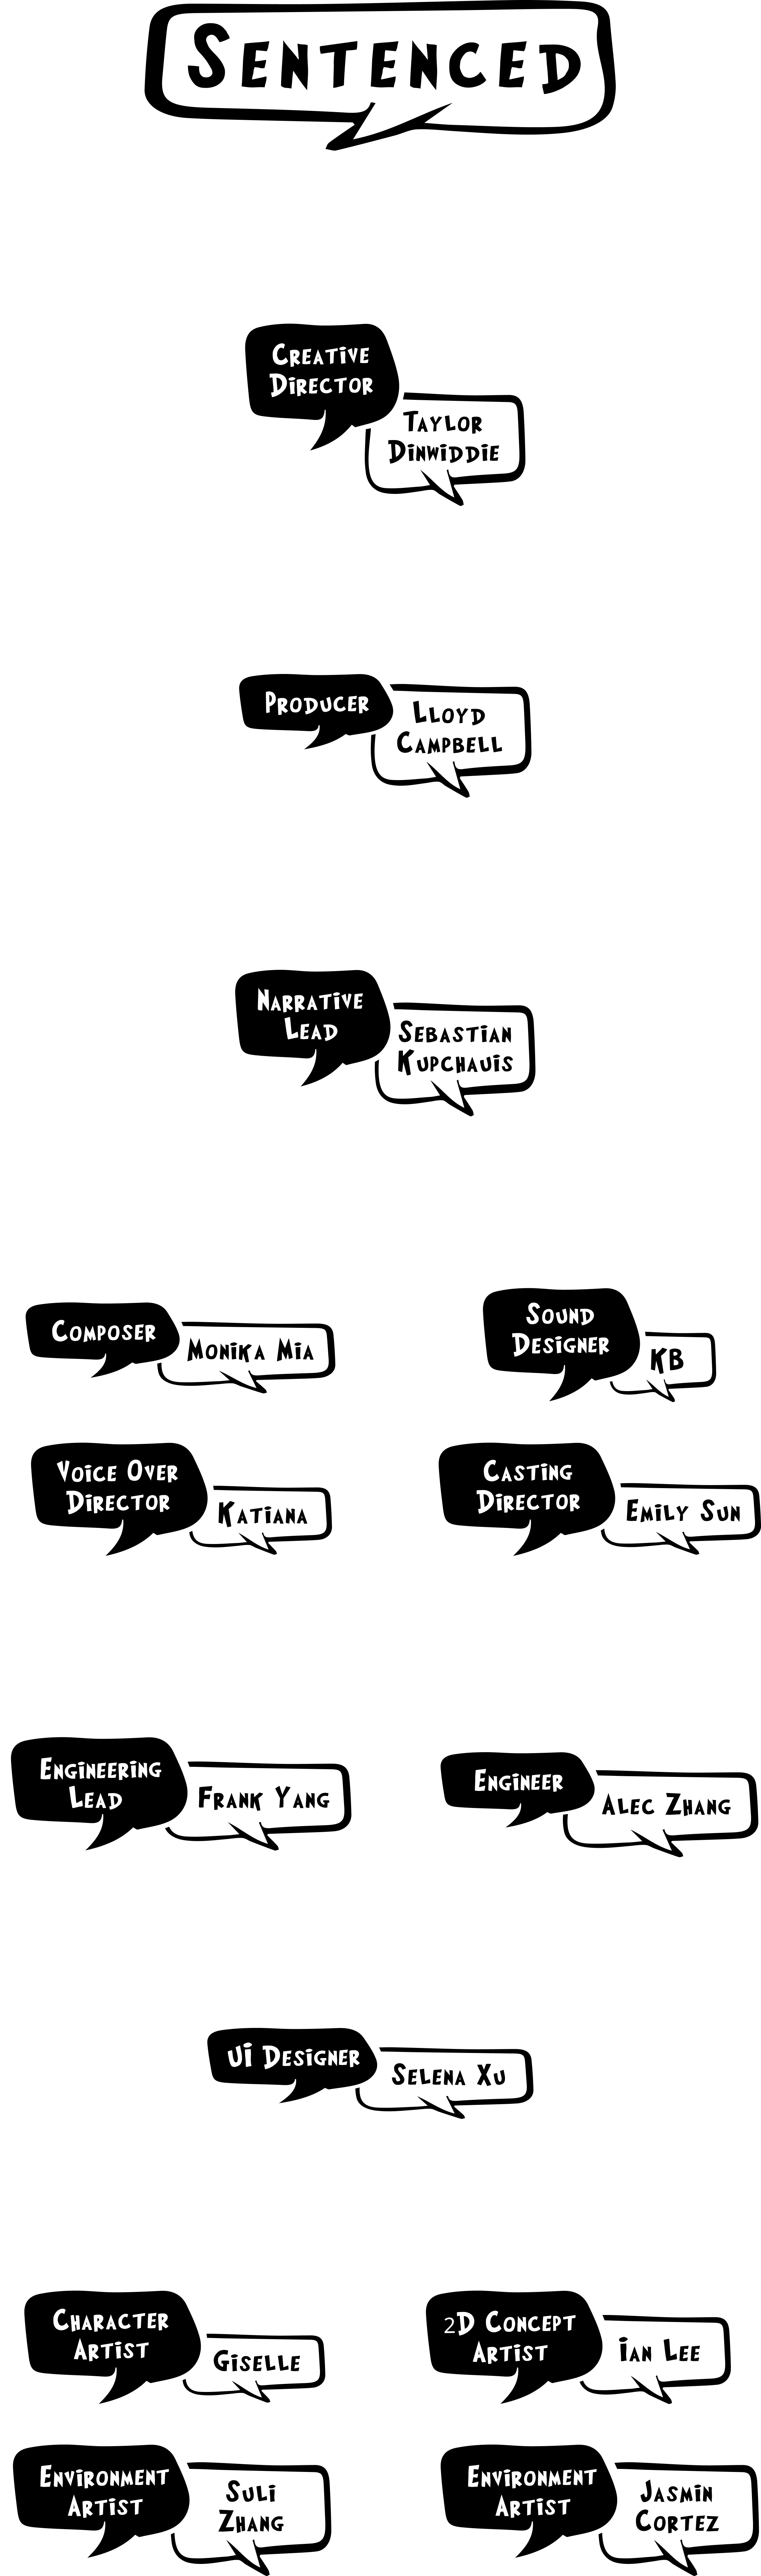 Sentenced
Creative
Director
Taylor
Dinwiddie
Producer
Lloyd
Campbell
Narrative
Lead
Sebastian
Kupchauis
Composer
Monika Mia
Sound
Designer
KB
Voice Over
Director
Katiana
Casting
Director
Emily Sun
Engineering
Lead
Frank Yang
Engineer
Alec Zhang
UI Designer
Selena Xu
Character
Artist
Giselle
2D Concept
Artist
Ian Lee
Environment
Artist
Suli
Zhang
Environment
Artist
Jasmin
Cortez